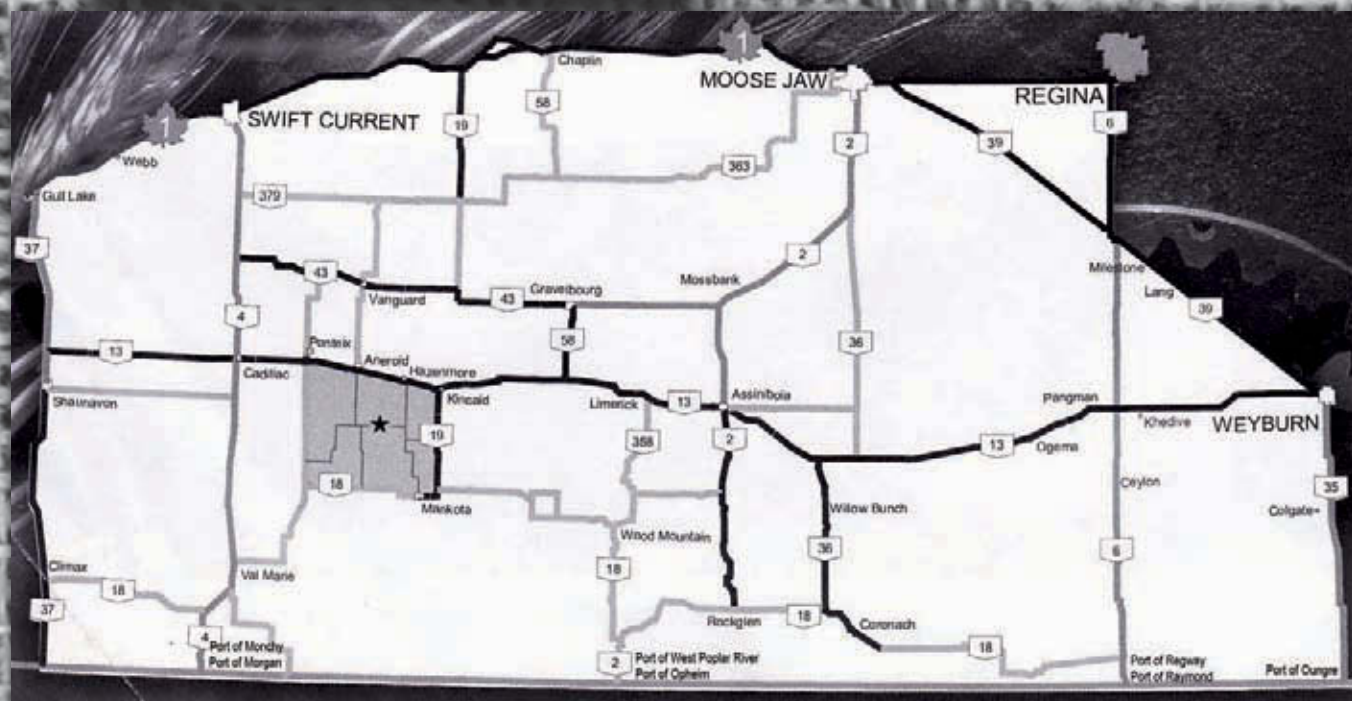 Chaplin
1
MOOSE JAW
REGINA
1
SWIFT CURRENT
58
19
6
2
39
Webb
363
Gull Lake
379
37
43
Mossbank
2
Milestone
Vanguard
43
Gravelbourg
Lang
39
4
58
36
13
Ponteix
Aneroid
Cadillac
Hazenmore
Kincaid
Limerick
13
Assiniboia
Pangman
Khedive
WEYBURN
Shaunavon
19
358
2
13
Ogema
18
Mankota
Ceylon
35
Willow Bunch
Colgate
Wood Mountain
36
6
Climax
18
Val Marie
18
37
Rockglen
18
Coronach
18
4
Port of Monchy
Port of Morgan
2
Port of West Poplar River
Port of Opheim
Port of Regway
Port of Raymond
Port of Oungre